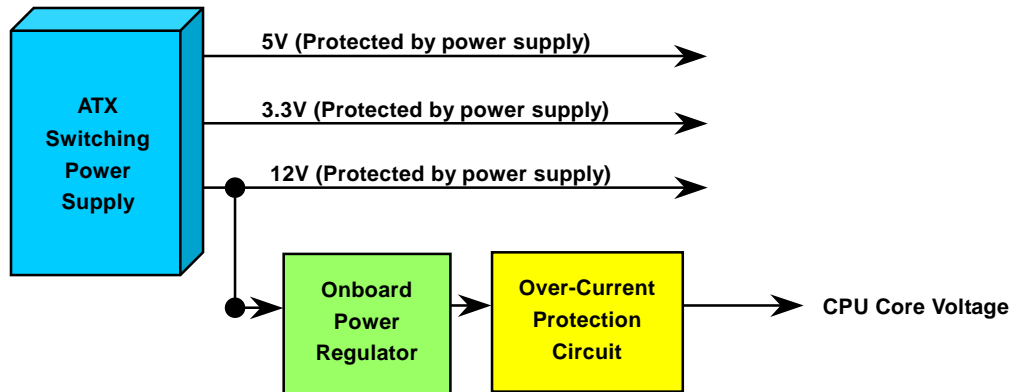 5V (Protected by power supply)
ATX
Switching
Power
Supply
3.3V (Protected by power supply)
12V (Protected by power supply)
Onboard
Power
Regulator
Over-Current
Protection
Circuit
CPU Core Voltage